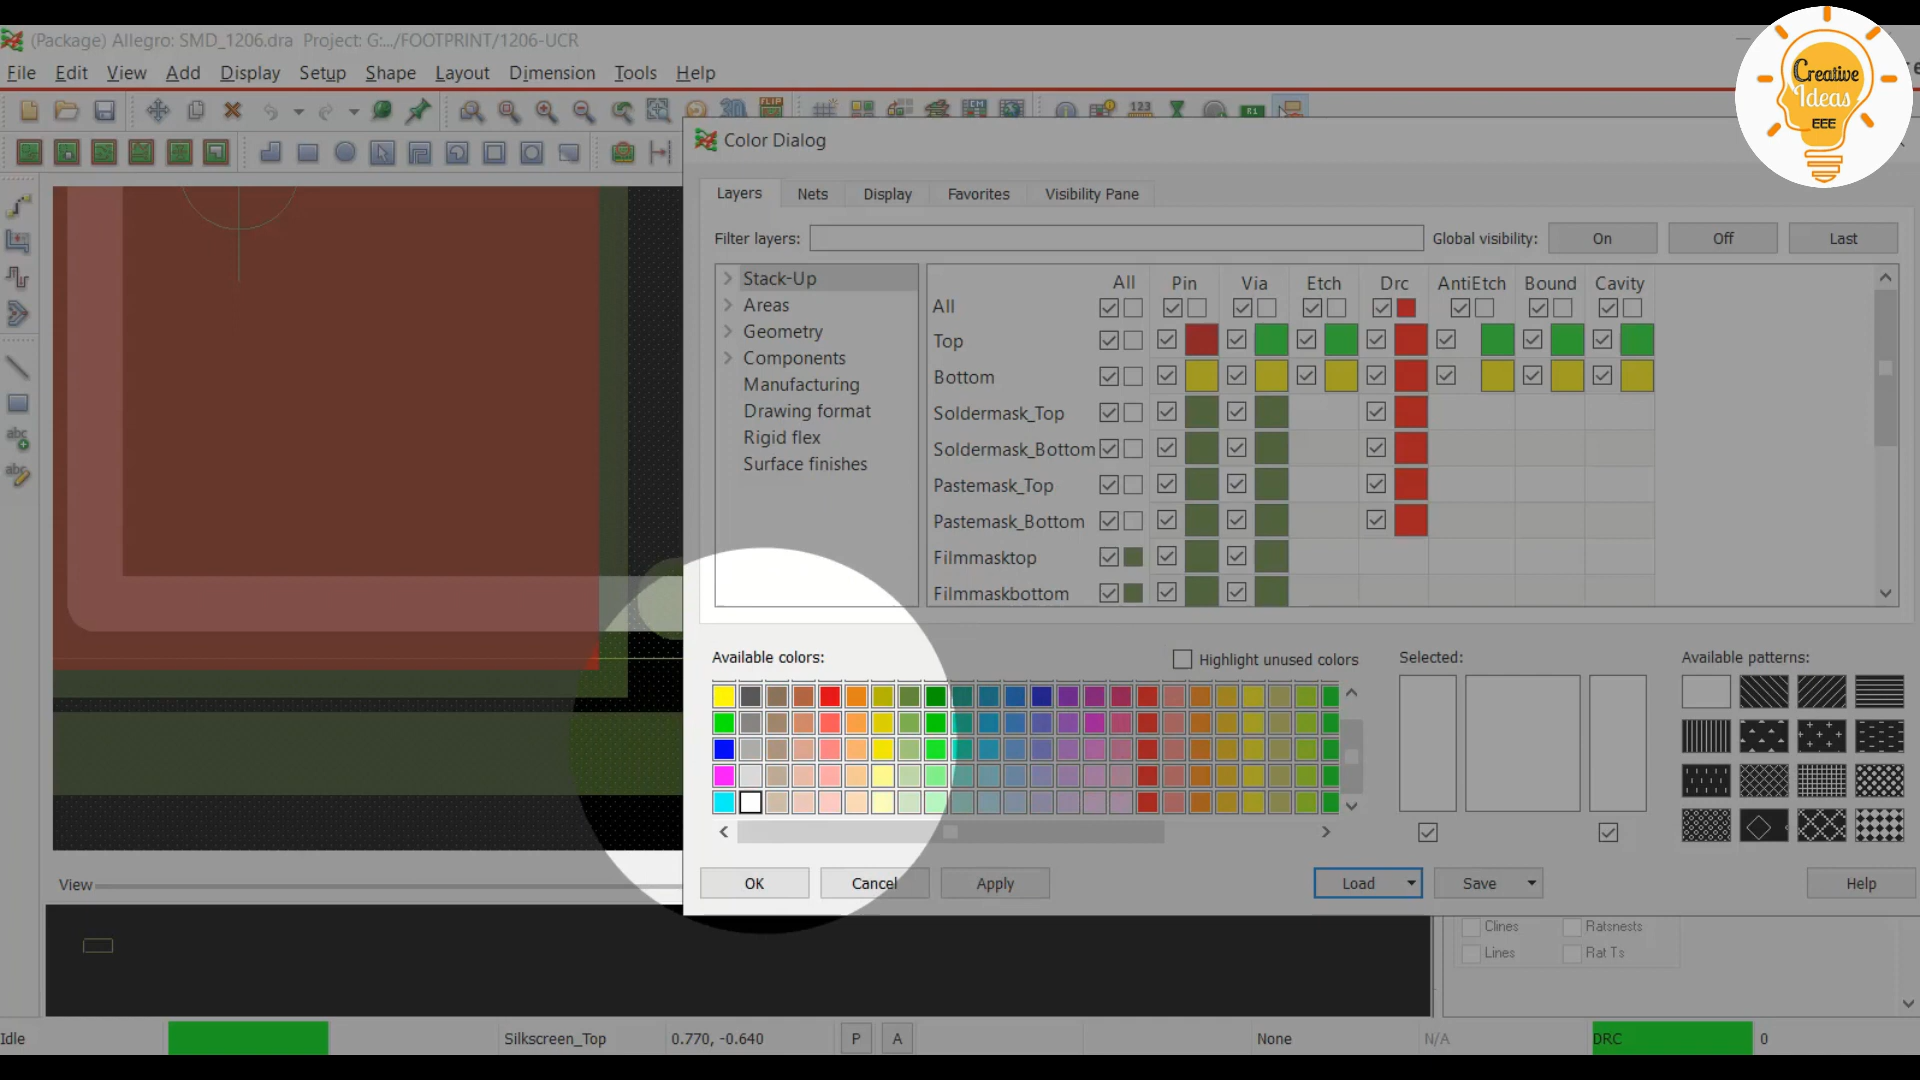 (Package) Allegro: SMD_1206.dra Project: G:.../FOOTPRINT/1206-UCR
Creative
Ideas
EEE
File Edit View Add Display Setup Shape Layout Dimension Tools Help
Color Dialog
Layers Nets Display Favorites Visibility Pane
Filter layers: Global visibility: On Off Last
Stack-Up
Areas
Geometry
Components
Manufacturing
Drawing format
Rigid flex
Surface finishes
All Pin Via Etch Drc AntiEtch Bound Cavity
All
Top
Bottom
Soldermask_Top
Soldermask_Bottom
Pastemask_Top
Pastemask_Bottom
Filmmasktop
Filmmaskbottom
Available colors: Highlight unused colors Selected: Available patterns:
OK Cancel Apply Load Save Help
View
Clines Ratsnests
Lines Rat Ts
Idle Silkscreen_Top 0.770, -0.640 P A None N/A DRC 0